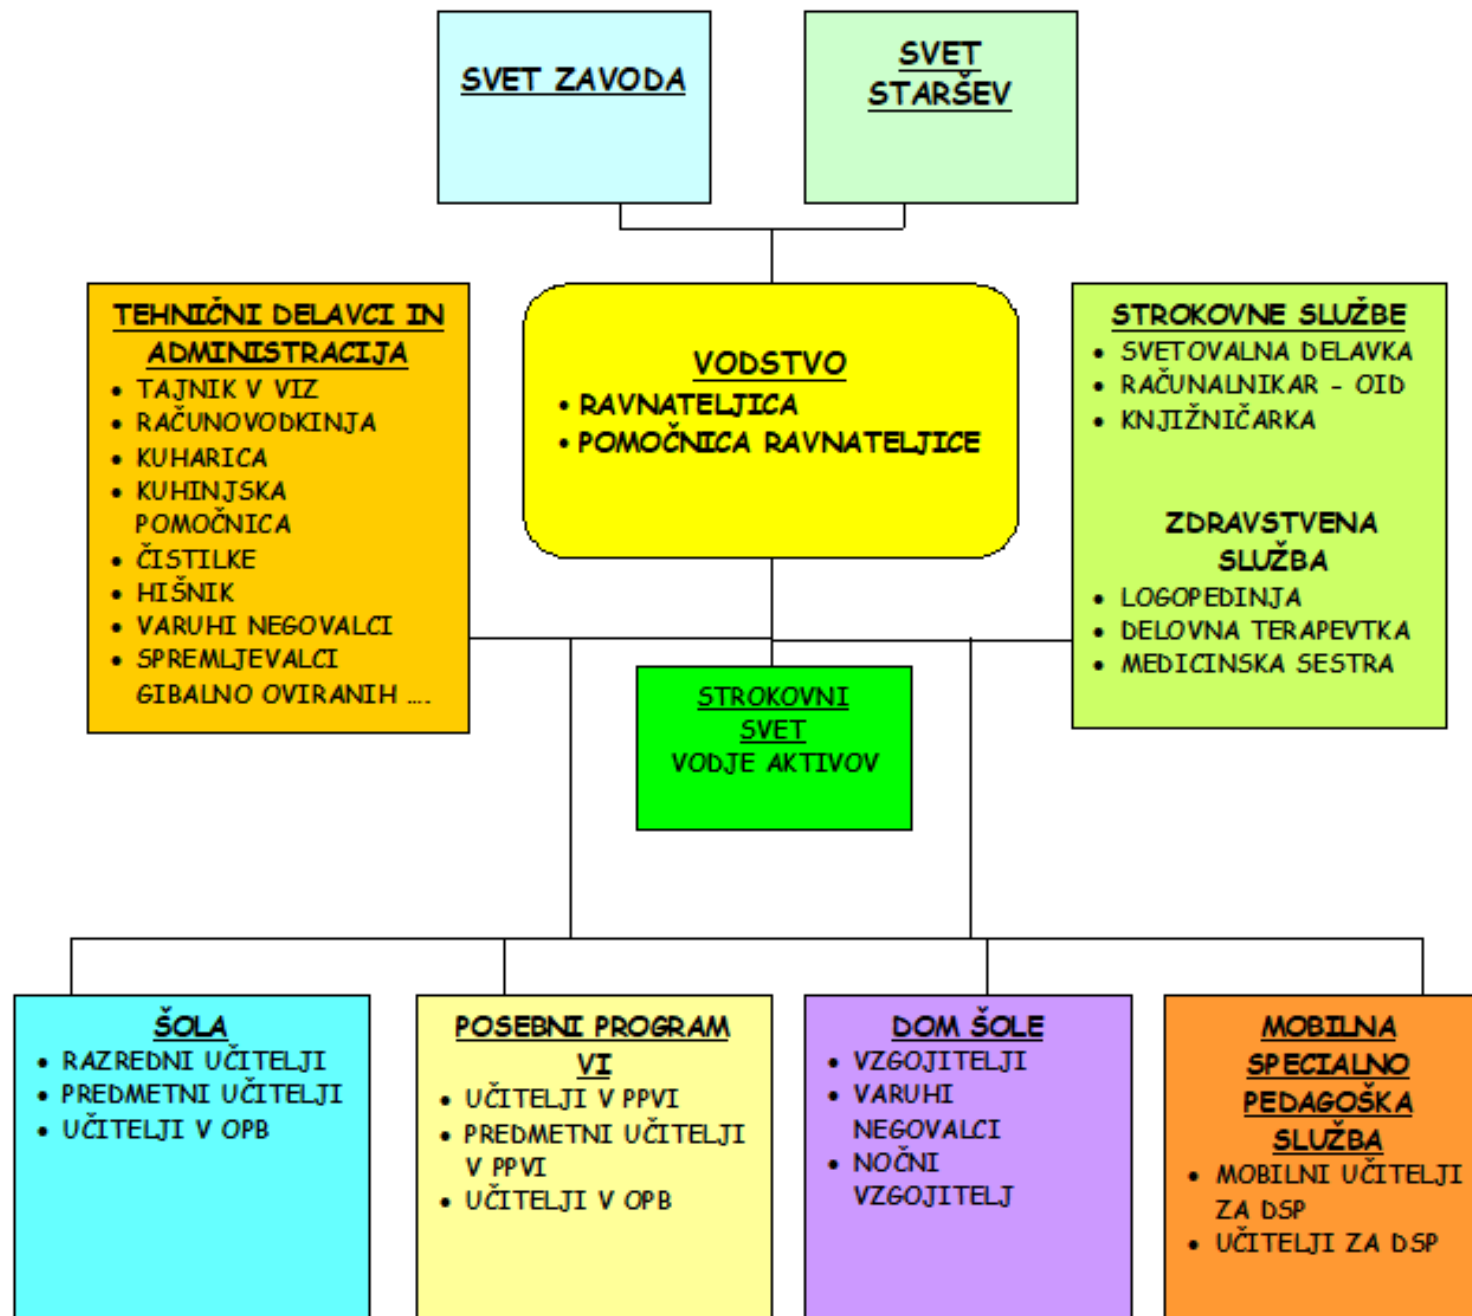 SVET ZAVODA
SVET
STARŠEV
TEHNIČNI DELAVCI IN
ADMINISTRACIJA
• TAJNIK V VIZ
• RAČUNOVODKINJA
• KUHARICA
• KUHINJSKA
POMOČNICA
• ČISTILKE
• HIŠNIK
• VARUHI NEGOVALCI
• SPREMLJEVALCI
GIBALNO OVIRANIH ....
VODSTVO
• RAVNATELJICA
• POMOČNICA RAVNATELJICE
STROKOVNE SLUŽBE
• SVETOVALNA DELAVKA
• RAČUNALNIKAR - OID
• KNJIŽNIČARKA
ZDRAVSTVENA
SLUŽBA
• LOGOPEDINJA
• DELOVNA TERAPEVTKA
• MEDICINSKA SESTRA
STROKOVNI
SVET
VODJE AKTIVOV
ŠOLA
• RAZREDNI UČITELJI
• PREDMETNI UČITELJI
• UČITELJI V OPB
POSEBNI PROGRAM
VI
• UČITELJI V PPVI
• PREDMETNI UČITELJI
V PPVI
• UČITELJI V OPB
DOM ŠOLE
• VZGOJITELJI
• VARUHI
NEGOVALCI
• NOČNI
VZGOJITELJ
MOBILNA
SPECIALNO
PEDAGOŠKA
SLUŽBA
• MOBILNI UČITELJI
ZA DSP
• UČITELJI ZA DSP